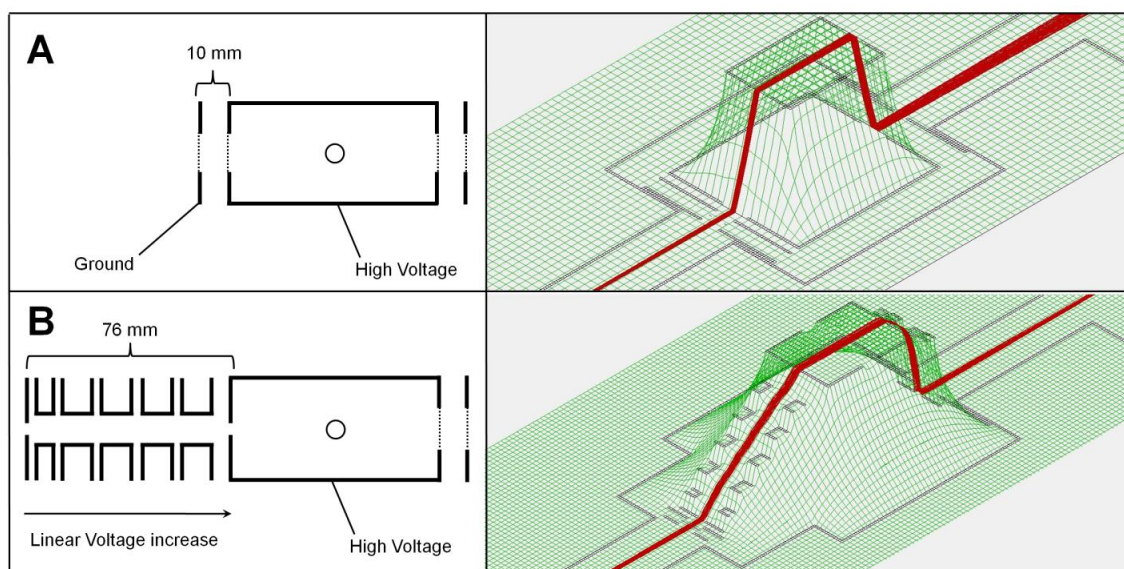 A
10 mm
Ground
High Voltage
B
76 mm
Linear Voltage increase
High Voltage